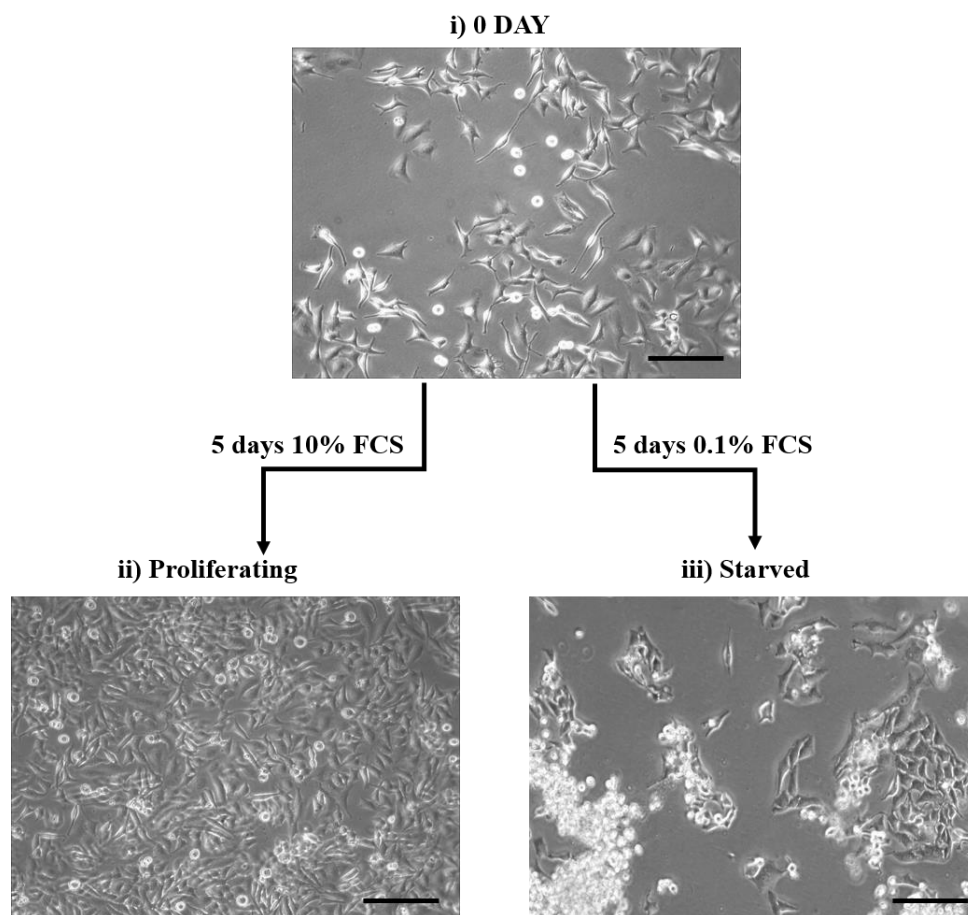 i) 0 DAY
5 days 10% FCS
5 days 0.1% FCS
ii) Proliferating
iii) Starved